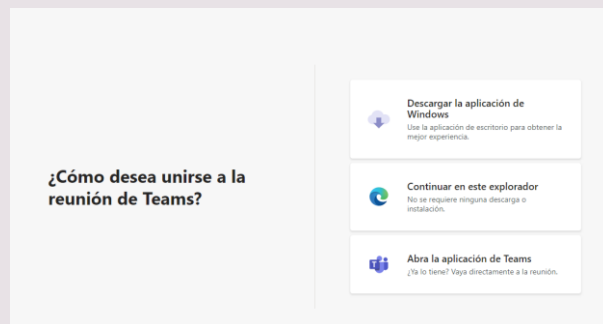 ¿Cómo desea unirse a la
reunión de Teams?
Descargar la aplicación de
Windows
Use la aplicación de escritorio para obtener la
mejor experiencia.
Continuar en este explorador
No se requiere ninguna descarga o
instalación.
Abra la aplicación de Teams
¿Ya lo tiene? Vaya directamente a la reunión.